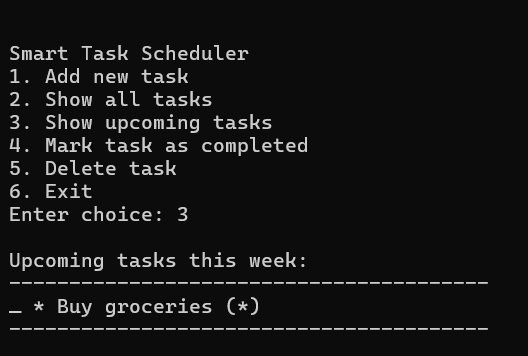 Smart Task Scheduler
1. Add new task
2. Show all tasks
3. Show upcoming tasks
4. Mark task as completed
5. Delete task
6. Exit
Enter choice: 3
Upcoming tasks this week:
----------------------------------------
_ * Buy groceries (*)
----------------------------------------